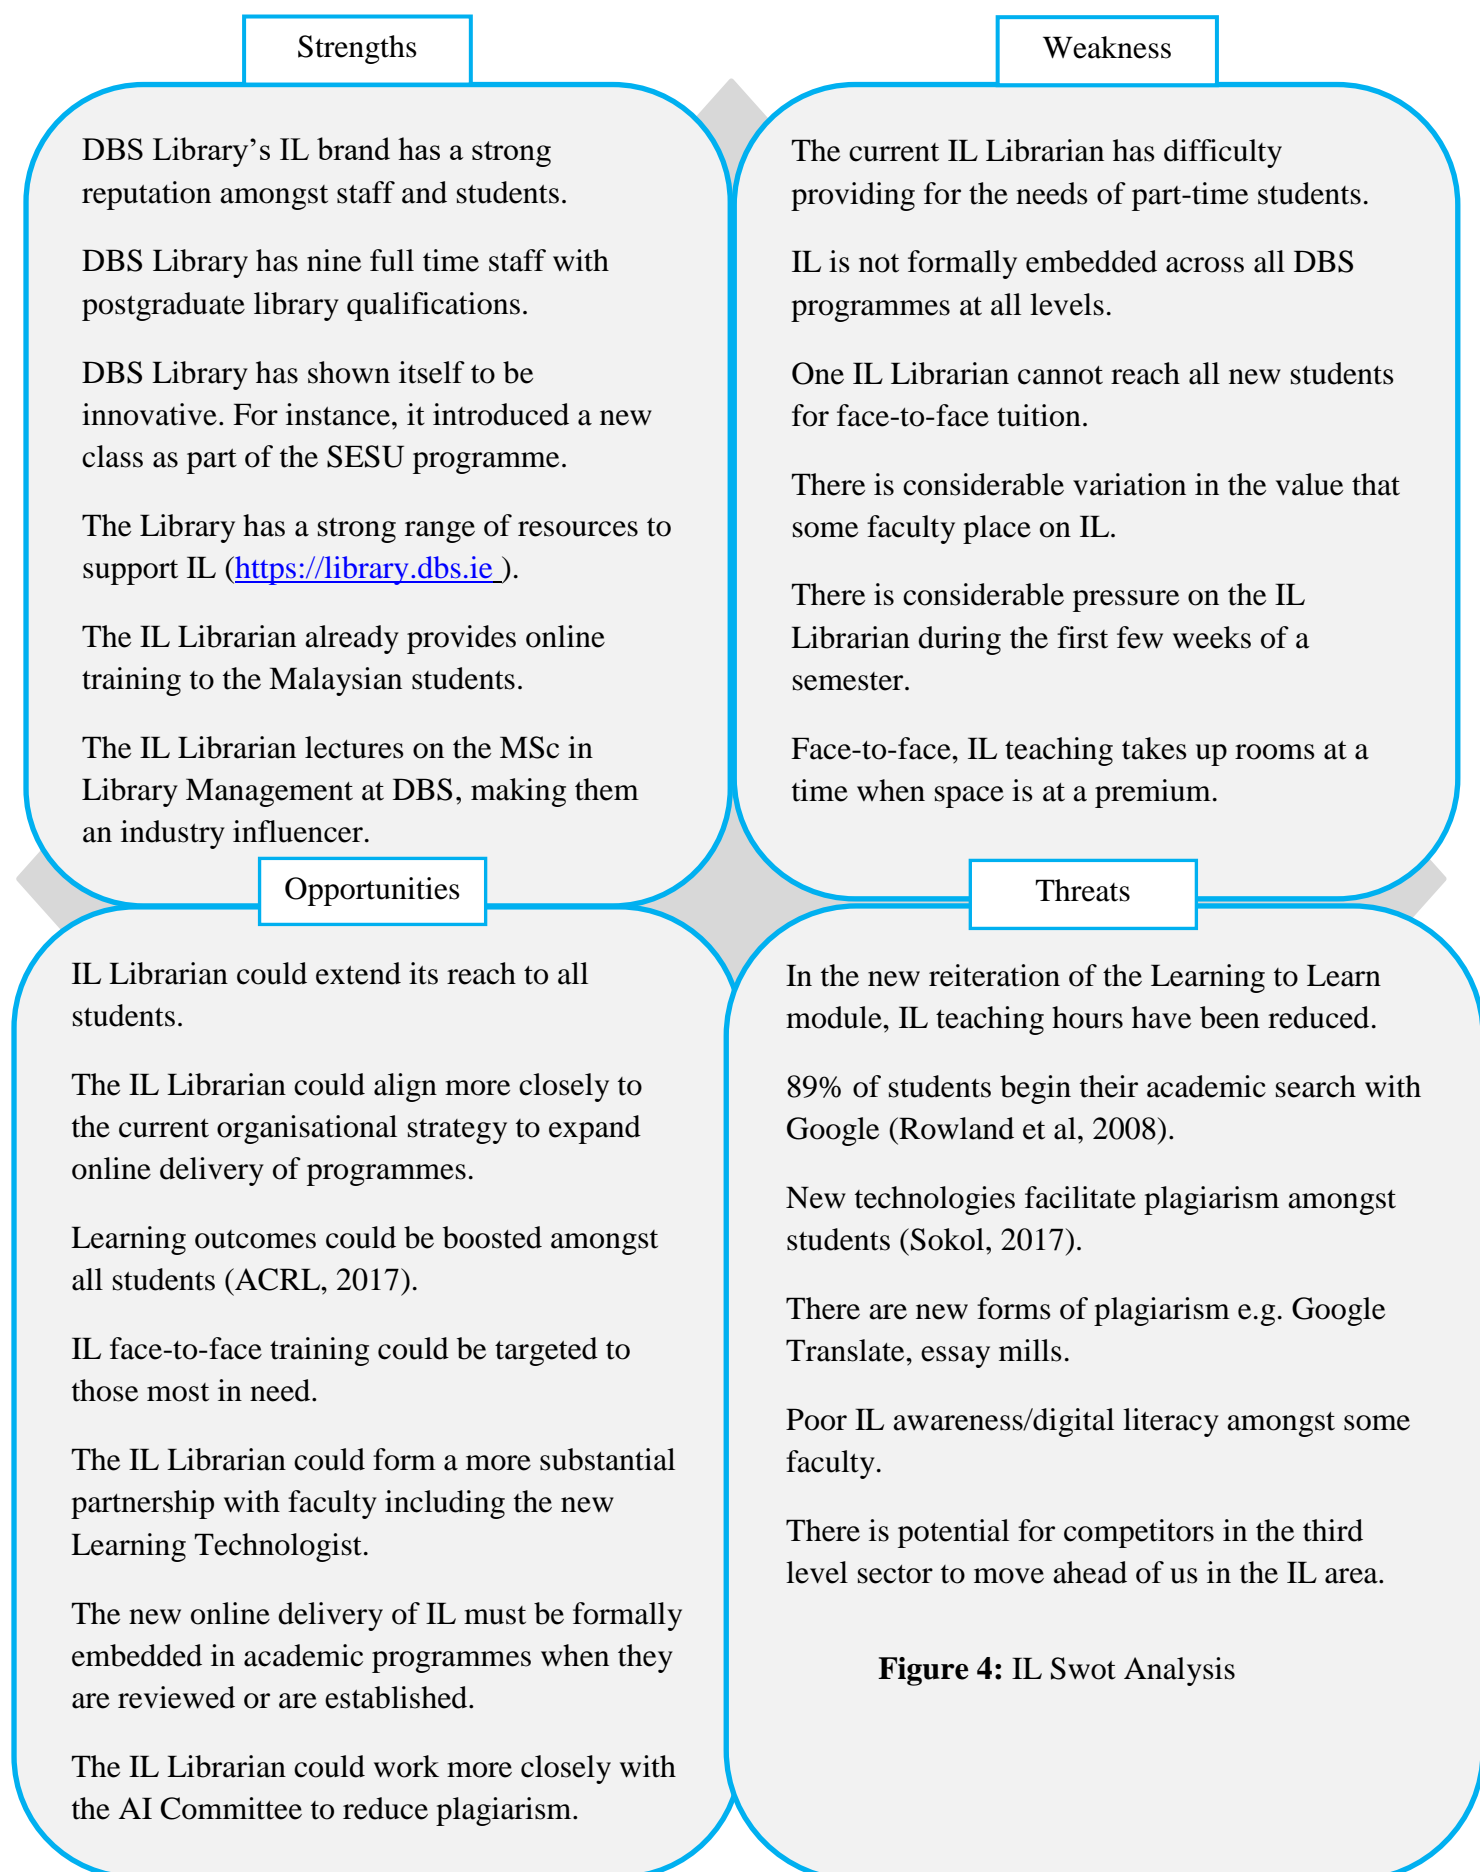 Strengths
DBS Library’s IL brand has a strong
reputation amongst staff and students.
DBS Library has nine full time staff with
postgraduate library qualifications.
DBS Library has shown itself to be
innovative. For instance, it introduced a new
class as part of the SESU programme.
The Library has a strong range of resources to
support IL (https://library.dbs.ie ).
The IL Librarian already provides online
training to the Malaysian students.
The IL Librarian lectures on the MSc in
Library Management at DBS, making them
an industry influencer.
Weakness
The current IL Librarian has difficulty
providing for the needs of part-time students.
IL is not formally embedded across all DBS
programmes at all levels.
One IL Librarian cannot reach all new students
for face-to-face tuition.
There is considerable variation in the value that
some faculty place on IL.
There is considerable pressure on the IL
Librarian during the first few weeks of a
semester.
Face-to-face, IL teaching takes up rooms at a
time when space is at a premium.
Opportunities
IL Librarian could extend its reach to all
students.
The IL Librarian could align more closely to
the current organisational strategy to expand
online delivery of programmes.
Learning outcomes could be boosted amongst
all students (ACRL, 2017).
IL face-to-face training could be targeted to
those most in need.
The IL Librarian could form a more substantial
partnership with faculty including the new
Learning Technologist.
The new online delivery of IL must be formally
embedded in academic programmes when they
are reviewed or are established.
The IL Librarian could work more closely with
the AI Committee to reduce plagiarism.
Threats
In the new reiteration of the Learning to Learn
module, IL teaching hours have been reduced.
89% of students begin their academic search with
Google (Rowland et al, 2008).
New technologies facilitate plagiarism amongst
students (Sokol, 2017).
There are new forms of plagiarism e.g. Google
Translate, essay mills.
Poor IL awareness/digital literacy amongst some
faculty.
There is potential for competitors in the third
level sector to move ahead of us in the IL area.
Figure 4: IL Swot Analysis